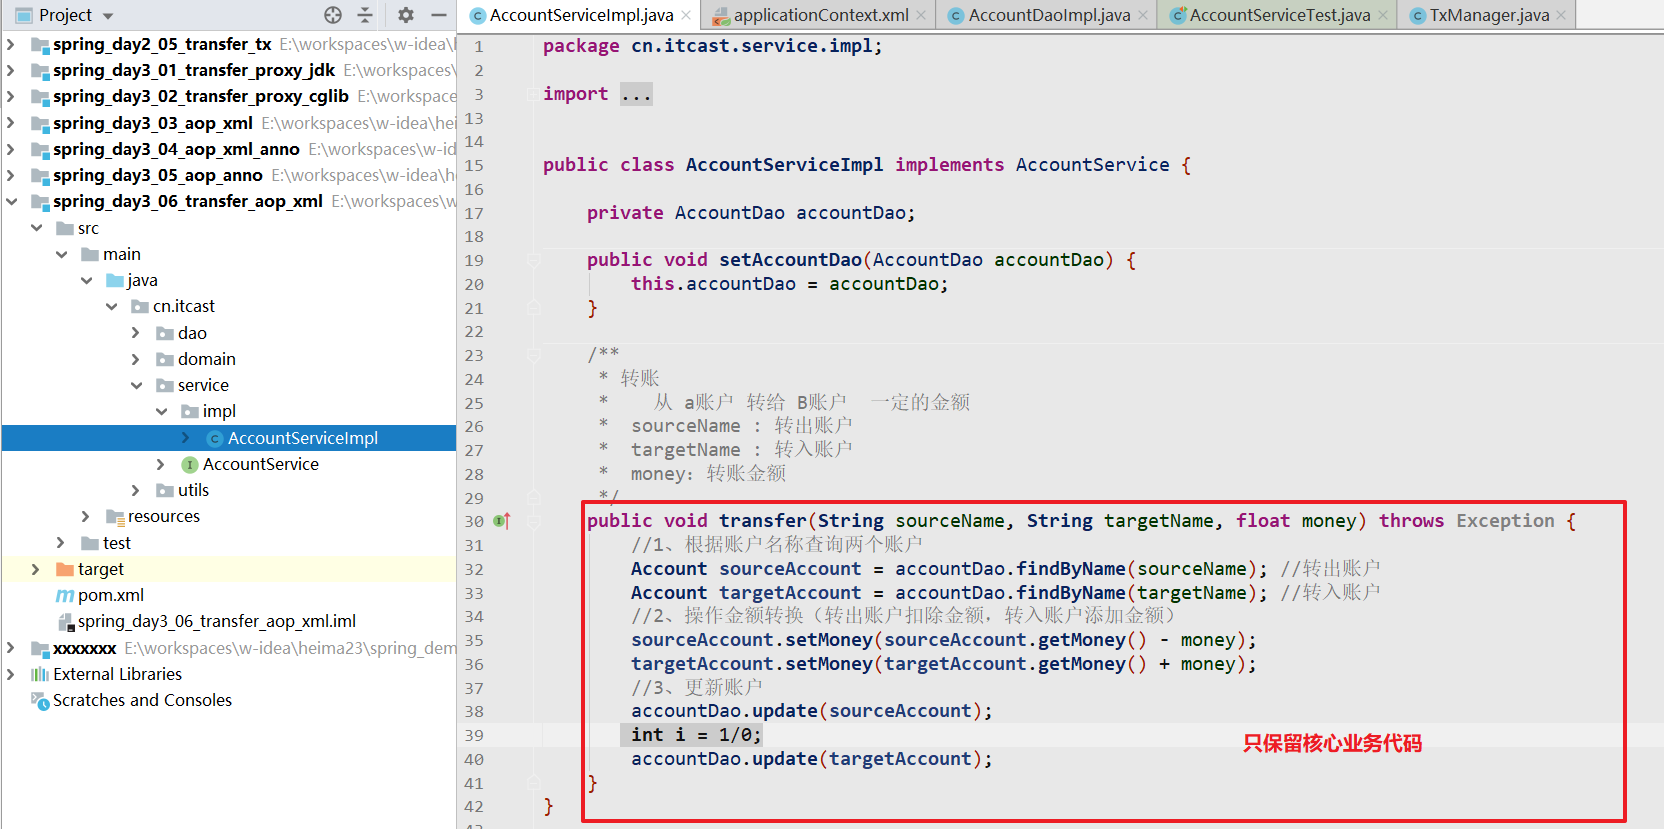 Project
AccountServiceImpl.java
applicationContext.xml
AccountDaoImpl.java
AccountServiceTest.java
TxManager.java
spring_day2_05_transfer_tx E:\workspaces\w-idea\
spring_day3_01_transfer_proxy_jdk E:\workspaces\
spring_day3_02_transfer_proxy_cglib E:\workspace
spring_day3_03_aop_xml E:\workspaces\w-idea\hei
spring_day3_04_aop_xml_anno E:\workspaces\w-id
spring_day3_05_aop_anno E:\workspaces\w-idea\he
spring_day3_06_transfer_aop_xml E:\workspaces\w
src
main
java
cn.itcast
dao
domain
service
impl
AccountServiceImpl
AccountService
utils
resources
test
target
pom.xml
spring_day3_06_transfer_aop_xml.iml
xxxxxxx E:\workspaces\w-idea\heima23\spring_dem
External Libraries
Scratches and Consoles
1 package cn.itcast.service.impl;
2
3 import ...
13
14
15 public class AccountServiceImpl implements AccountService {
16
17 private AccountDao accountDao;
18
19 public void setAccountDao(AccountDao accountDao) {
20 this.accountDao = accountDao;
21 }
22
23 /**
24 * 转账
25 * 从 a账户 转给 B账户 一定的金额
26 * sourceName : 转出账户
27 * targetName : 转入账户
28 * money：转账金额
29 */
30 public void transfer(String sourceName, String targetName, float money) throws Exception {
31 //1、根据账户名称查询两个账户
32 Account sourceAccount = accountDao.findByName(sourceName); //转出账户
33 Account targetAccount = accountDao.findByName(targetName); //转入账户
34 //2、操作金额转换（转出账户扣除金额，转入账户添加金额）
35 sourceAccount.setMoney(sourceAccount.getMoney() - money);
36 targetAccount.setMoney(targetAccount.getMoney() + money);
37 //3、更新账户
38 accountDao.update(sourceAccount);
39 int i = 1/0;
只保留核心业务代码
40 accountDao.update(targetAccount);
41 }
42 }